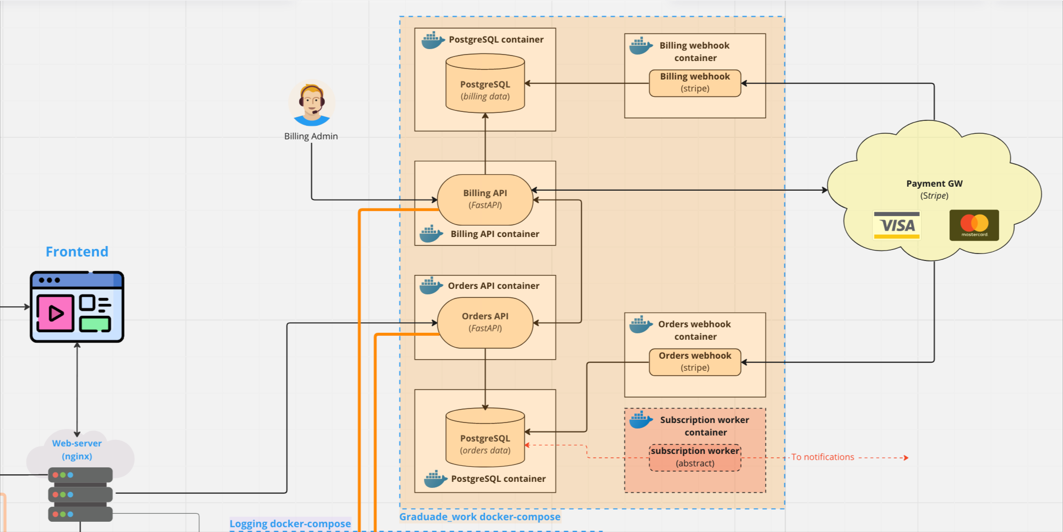 PostgreSQL container
PostgreSQL
(billing data)
Billing webhook
container
Billing webhook
(stripe)
Billing Admin
Billing API
(FastAPI)
Billing API container
Payment GW
(Stripe)
VISA
mastercard
Frontend
Orders API container
Orders API
(FastAPI)
Orders webhook
container
Orders webhook
(stripe)
Web-server
(nginx)
PostgreSQL
(orders data)
PostgreSQL container
Subscription worker
container
subscription worker
(abstract)
To notifications
Graduade_work docker-compose
Logging docker-compose